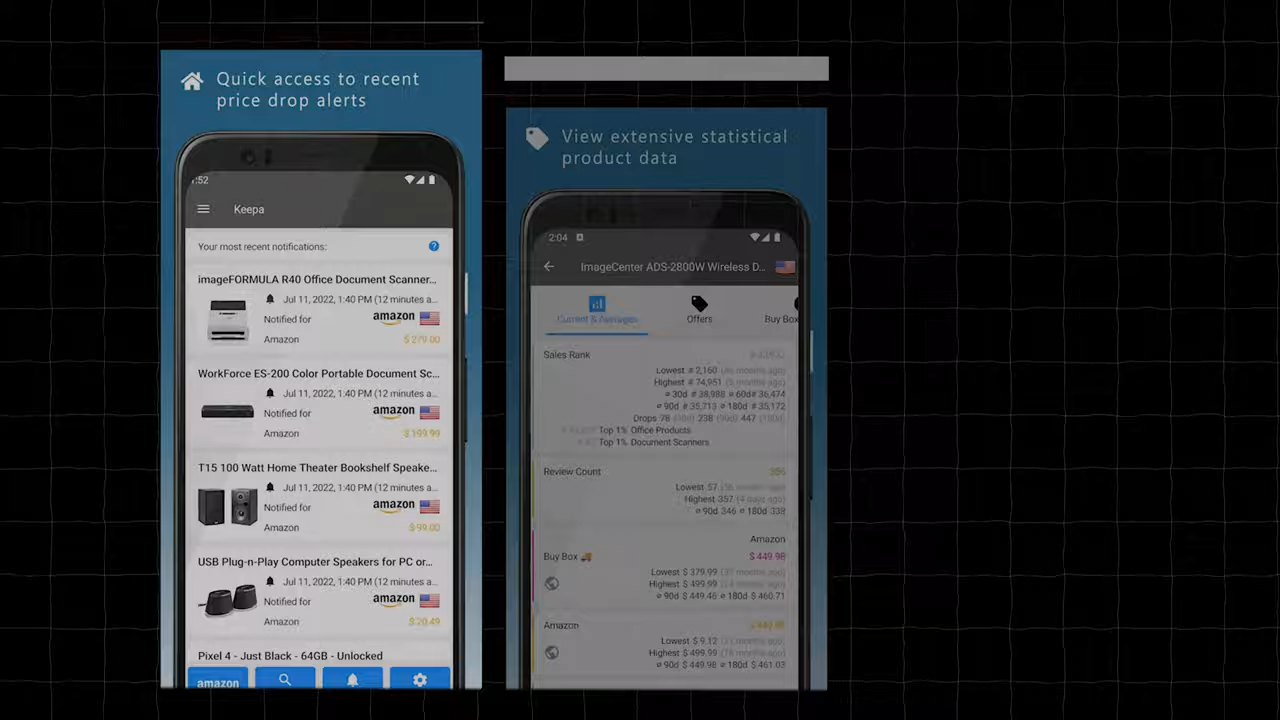 Quick access to recent
price drop alerts
:52
Keepa
Your most recent notifications:
imageFORMULA R40 Office Document Scanner...
Jul 11, 2022, 1:40 PM (12 minutes a...
Notified for
amazon
Amazon
$ 279.00
WorkForce ES-200 Color Portable Document Sc...
Jul 11, 2022, 1:40 PM (12 minutes a...
Notified for
amazon
Amazon
$ 199.99
T15 100 Watt Home Theater Bookshelf Speake...
Jul 11, 2022, 1:40 PM (12 minutes a...
Notified for
amazon
Amazon
$ 99.00
USB Plug-n-Play Computer Speakers for PC or...
Jul 11, 2022, 1:40 PM (12 minutes a...
Notified for
amazon
Amazon
$ 20.49
Pixel 4 - Just Black - 64GB - Unlocked
amazon
View extensive statistical
product data
2:04
ImageCenter ADS-2800W Wireless D...
Current & Averages
Offers
Buy Box
Sales Rank
Lowest # 2,160
Highest # 74,951
⌀ 30d # 38,988 ⌀ 60d# 36,474
⌀ 90d # 35,713 ⌀ 180d # 35,172
Drops 78 (30d) 238 (90d) 447 (180d)
Top 1% Office Products
Top 1% Document Scanners
Review Count
356
Lowest 57
Highest 357 (4 days ago)
⌀ 90d 346 ⌀ 180d 338
Amazon
Buy Box
$ 449.98
Lowest $ 379.99
Highest $ 499.99
⌀ 90d $ 449.46 ⌀ 180d $ 460.71
Amazon
Lowest $ 9.12
Highest $ 499.99
⌀ 90d $ 449.98 ⌀ 180d $ 461.03